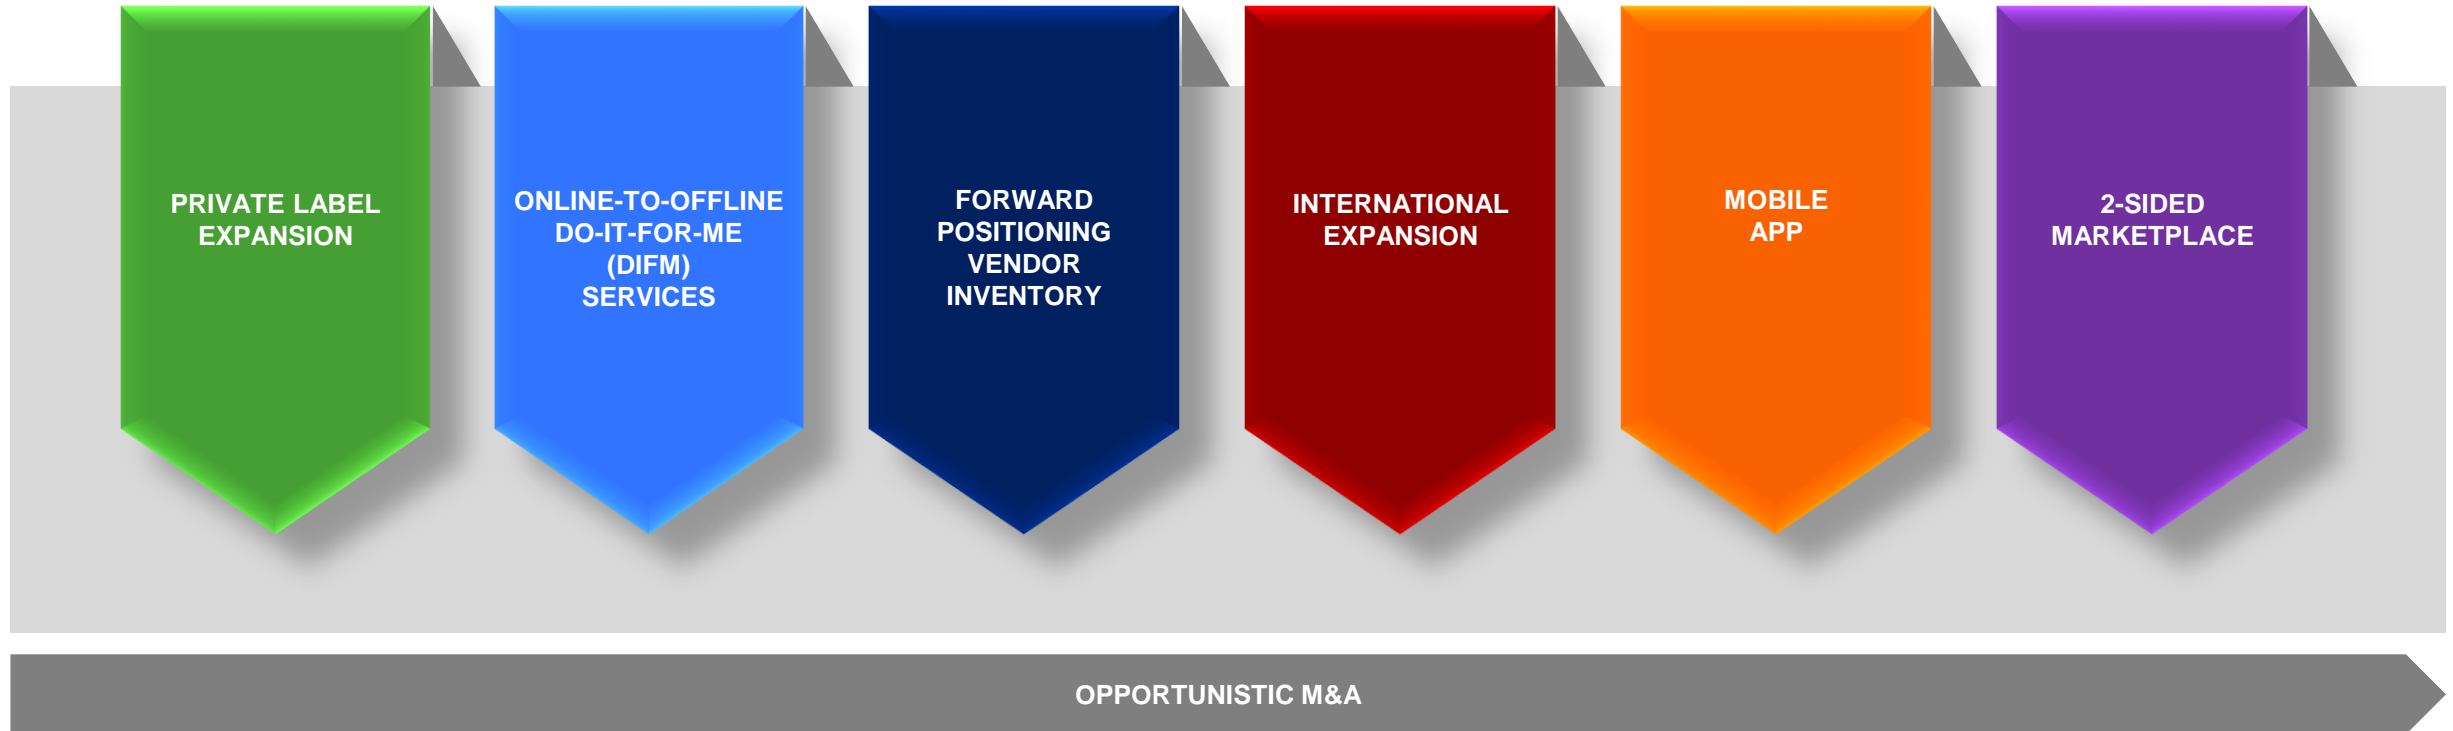 PRIVATE LABEL
EXPANSION
ONLINE-TO-OFFLINE
DO-IT-FOR-ME
(DIFM)
SERVICES
FORWARD
POSITIONING
VENDOR
INVENTORY
INTERNATIONAL
EXPANSION
MOBILE
APP
2-SIDED
MARKETPLACE
OPPORTUNISTIC M&A